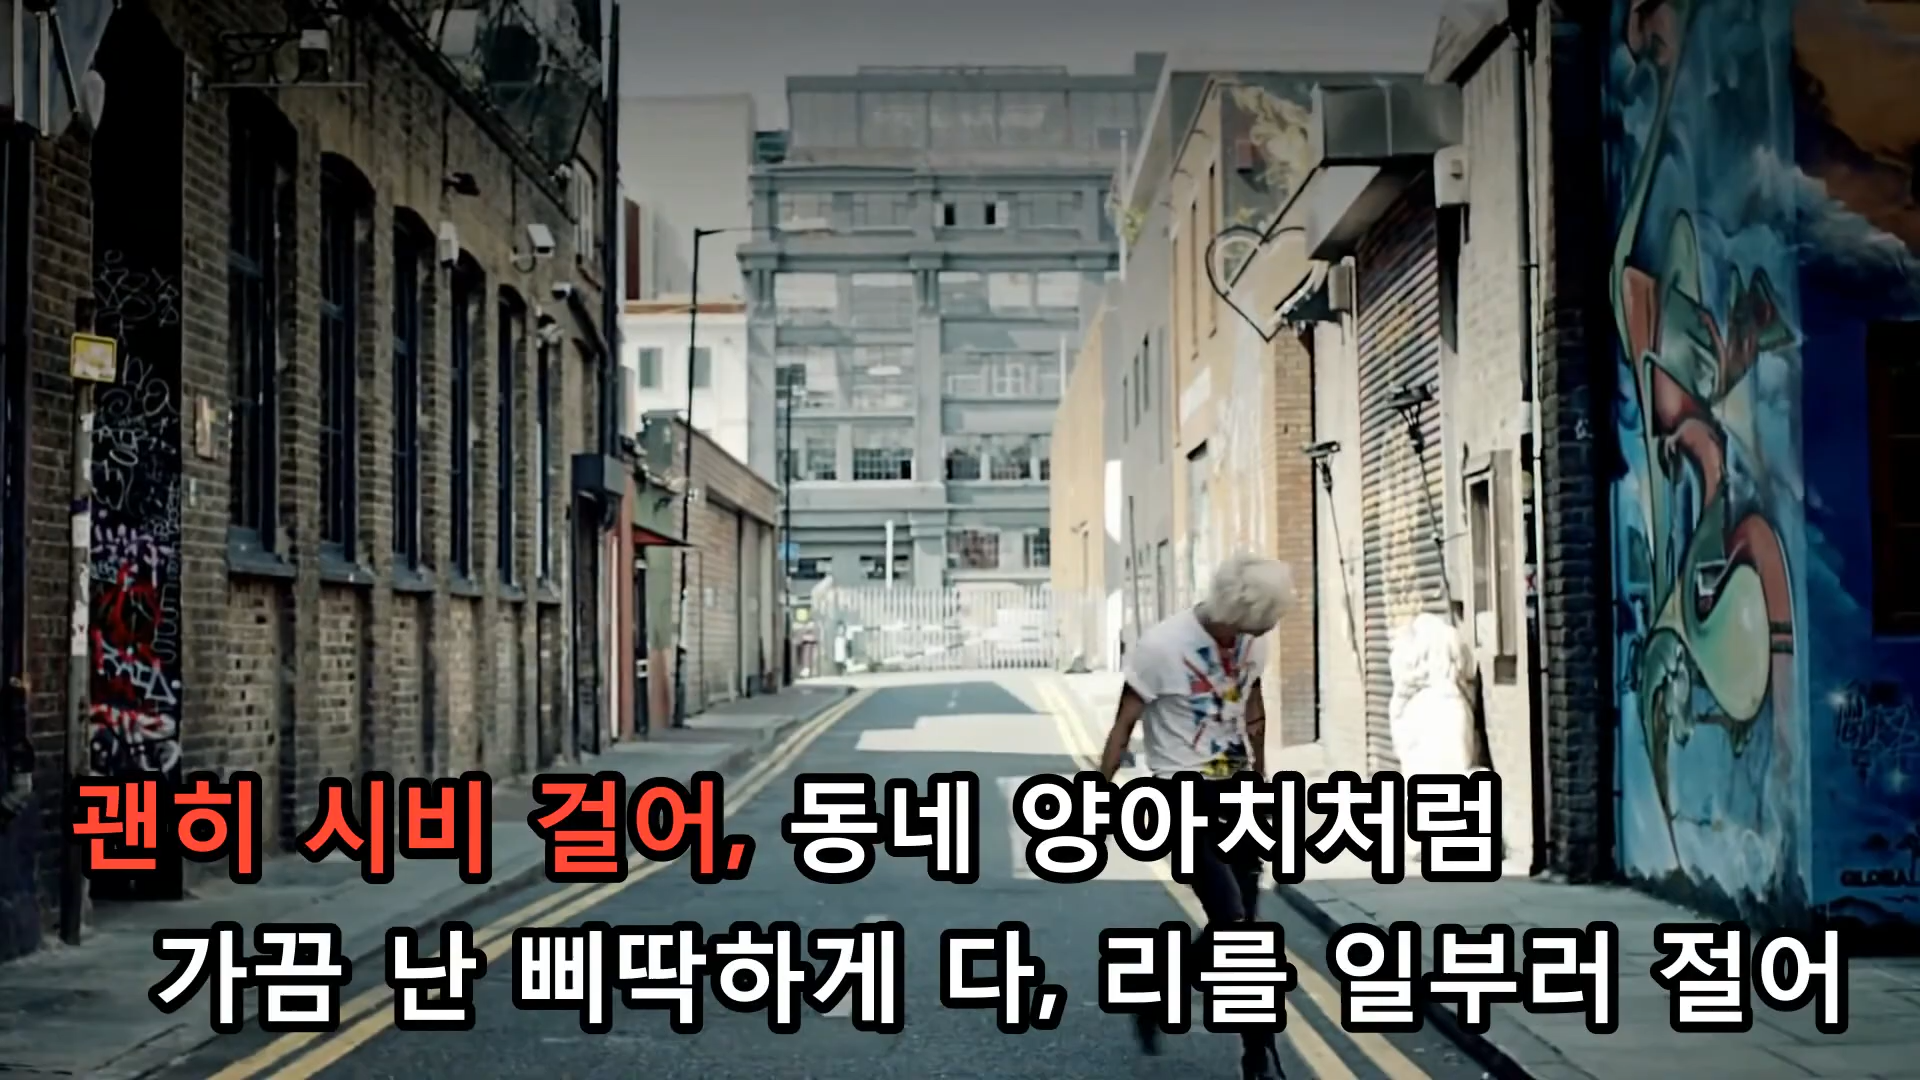 괜히 시비 걸어, 동네 양아치처럼
가끔 난 삐딱하게 다, 리를 일부러 절어